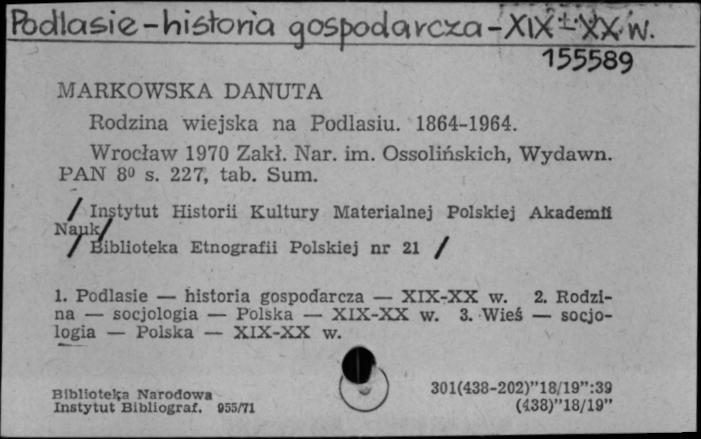 Podlasie-historia gospodarcza-XIX-XX w.
155589
MARKOWSKA DANUTA
Rodzina wiejska na Podlasiu. 1864-1964.
Wrocław 1970 Zakł. Nar. im. Ossolińskich, Wydawn.
PAN 8º s. 227, tab. Sum.
/ Instytut Historii Kultury Materialnej Polskiej Akademii
Nauk/
/ Biblioteka Etnografii Polskiej nr 21 /
1. Podlasie — historia gospodarcza — XIX-XX w. 2. Rodzi-
na — socjologia — Polska — XIX-XX w. 3. Wieś — socjo-
logia — Polska — XIX-XX w.
Biblioteka Narodowa
Instytut Bibliograf. 955/71
301(438-202)"18/19":39
(438)"18/19"